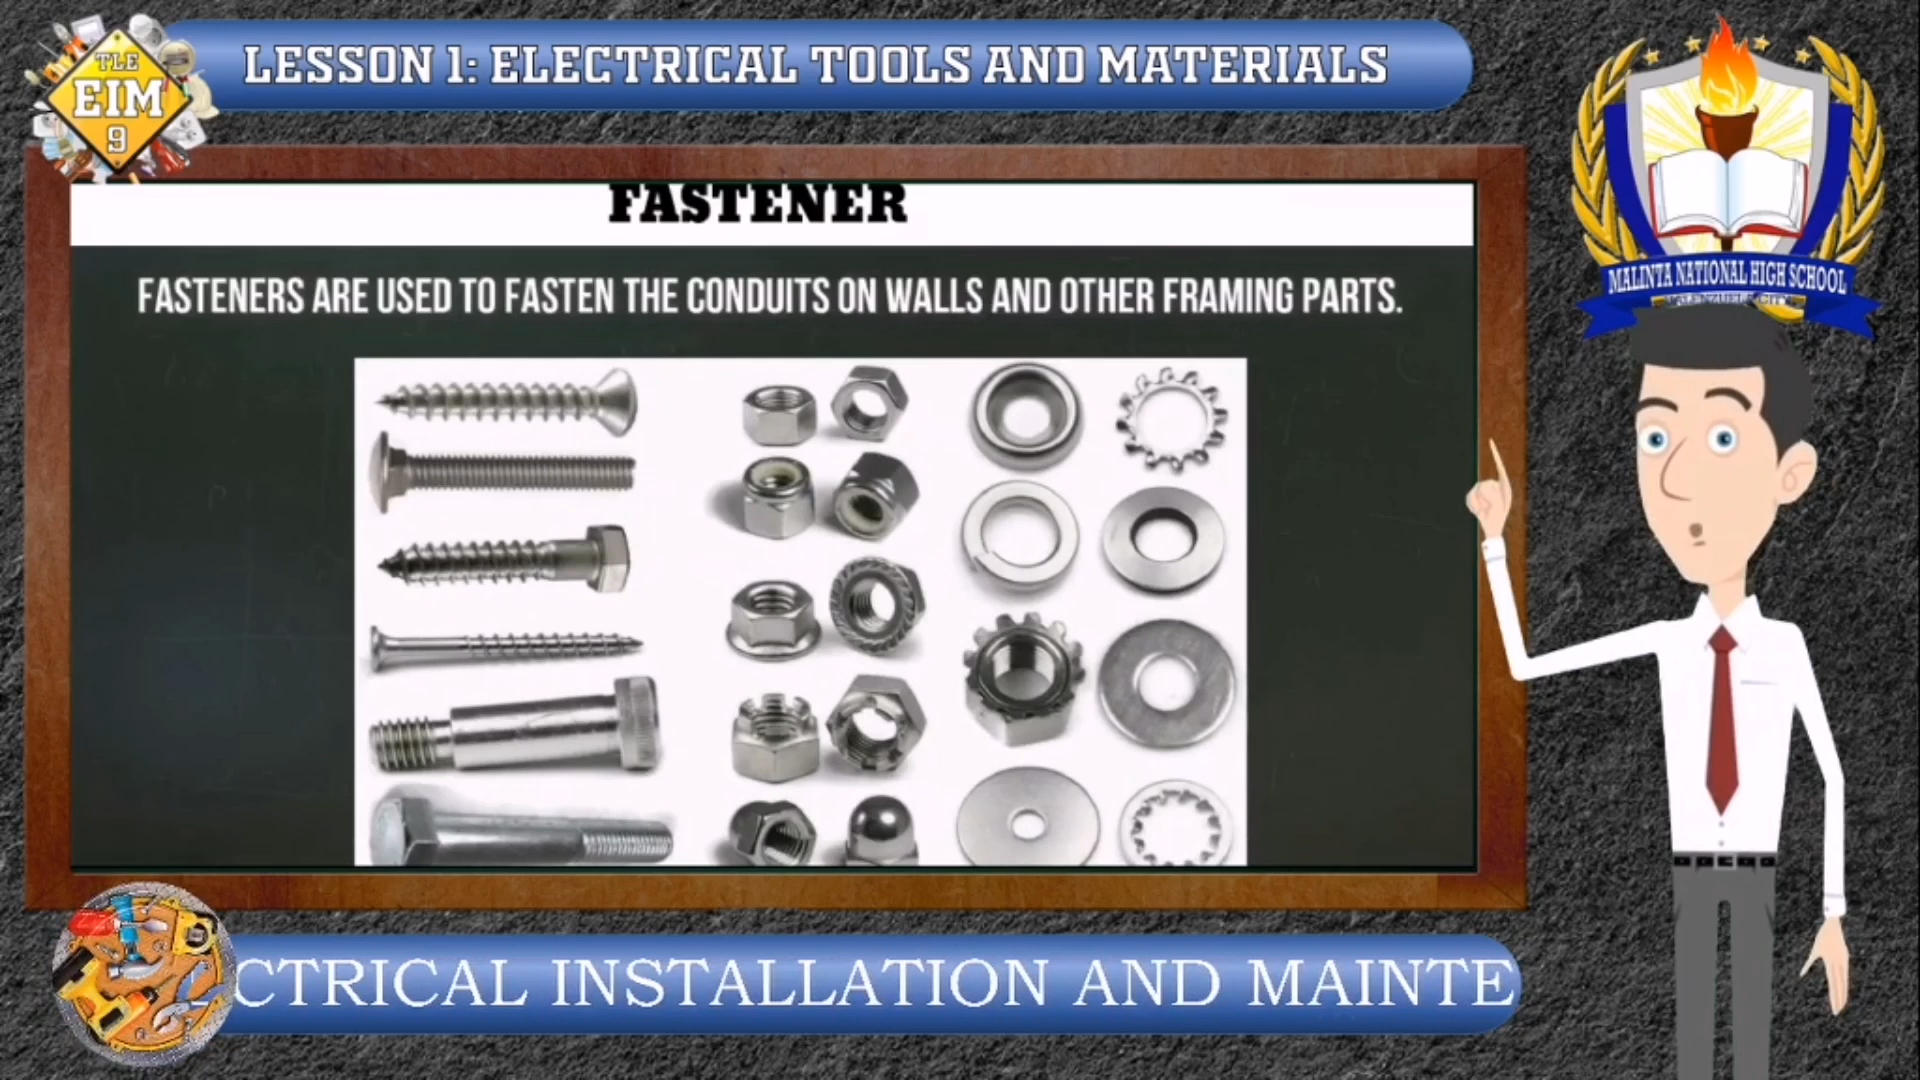 TLE
EIM
9
LESSON 1: ELECTRICAL TOOLS AND MATERIALS
FASTENER
FASTENERS ARE USED TO FASTEN THE CONDUITS ON WALLS AND OTHER FRAMING PARTS.
MALINTA NATIONAL HIGH SCHOOL
CTRICAL INSTALLATION AND MAINTE